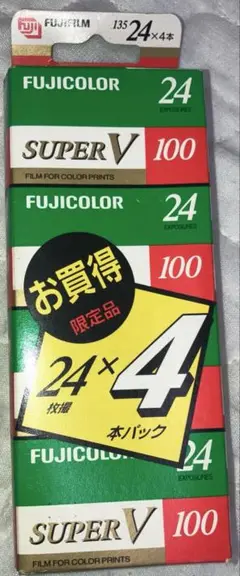 FUJI FUJIFILM 135 24×4本
FUJICOLOR 24
EXPOSURES
SUPER V 100
FILM FOR COLOR PRINTS
FUJICOLOR 24
EXPOSURES
100
お買得
限定品
24×4
枚撮
本パック
FUJICOLOR 24
EXPOSURES
SUPER V 100
FILM FOR COLOR PRINTS